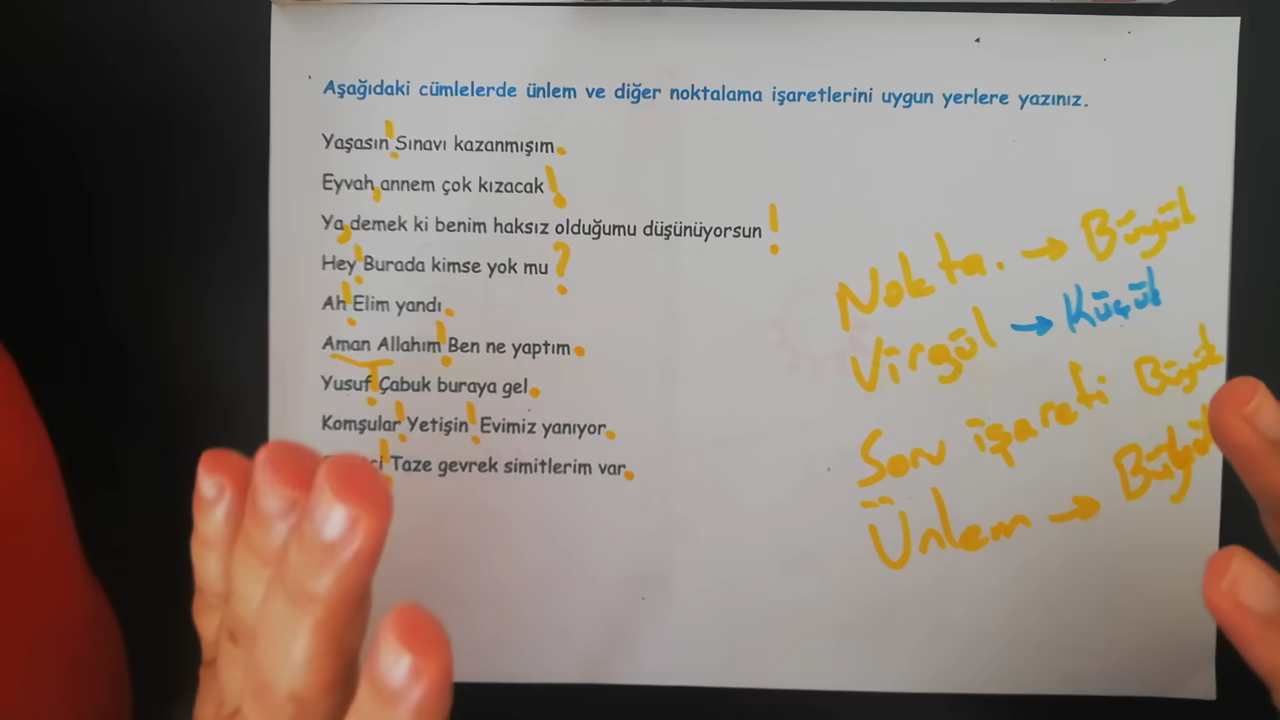 Aşağıdaki cümlelerde ünlem ve diğer noktalama işaretlerini uygun yerlere yazınız.
Yaşasın! Sınavı kazanmışım.
Eyvah, annem çok kızacak!
Ya, demek ki benim haksız olduğumu düşünüyorsun!
Hey! Burada kimse yok mu?
Ah! Elim yandı.
Aman Allahım! Ben ne yaptım.
Yusuf! Çabuk buraya gel.
Komşular! Yetişin! Evimiz yanıyor.
! Taze gevrek simitlerim var.
Nokta. → Büyük
Virgül → Küçük
Soru işareti Büyük
Ünlem → Büyük